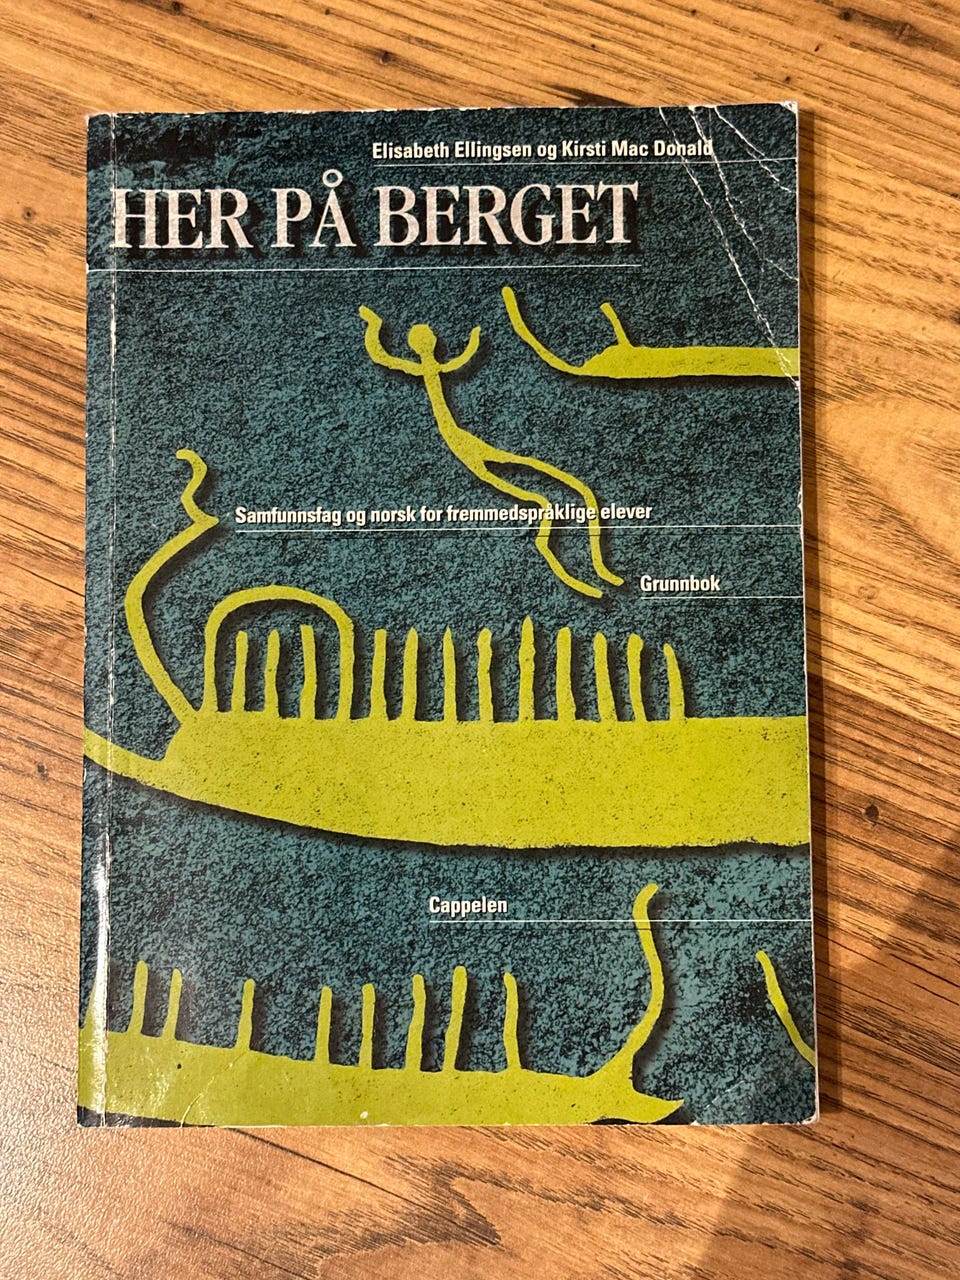 Elisabeth Ellingsen og Kirsti Mac Donald
HER PÅ BERGET
Samfunnsfag og norsk for fremmedspråklige elever
Grunnbok
Cappelen